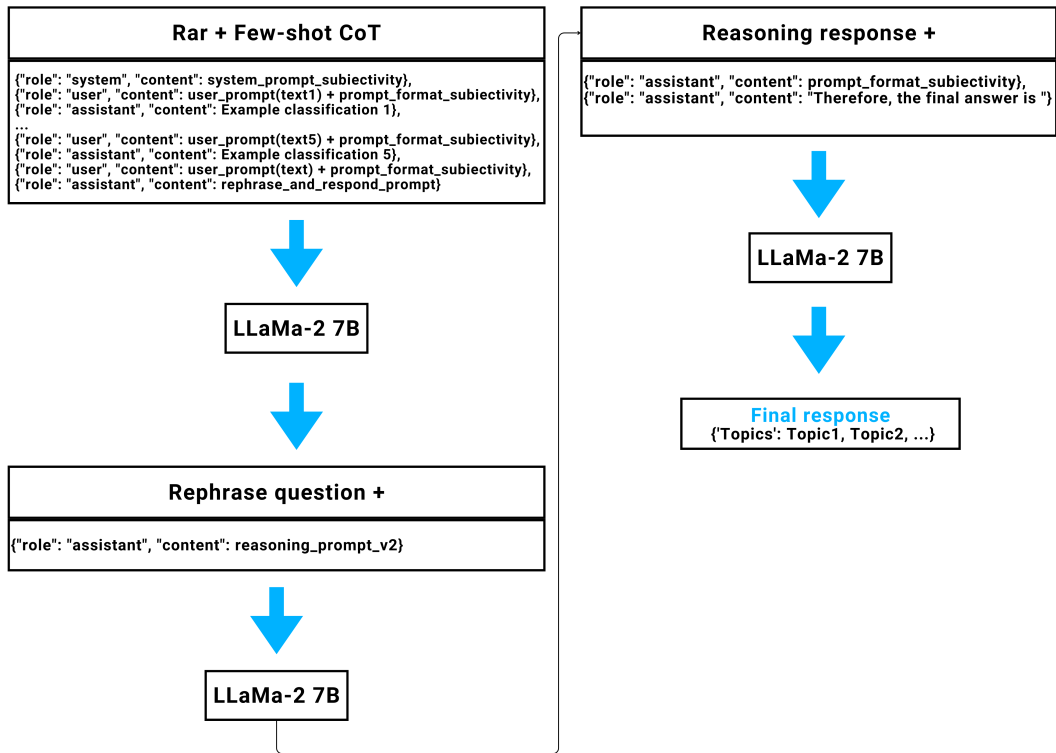 Rar + Few-shot CoT
{"role": "system", "content": system_prompt_subiectivity},
{"role": "user", "content": user_prompt(text1) + prompt_format_subiectivity},
{"role": "assistant", "content": Example classification 1},
...
{"role": "user", "content": user_prompt(text5) + prompt_format_subiectivity},
{"role": "assistant", "content": Example classification 5},
{"role": "user", "content": user_prompt(text) + prompt_format_subiectivity},
{"role": "assistant", "content": rephrase_and_respond_prompt}
LLaMa-2 7B
Rephrase question +
{"role": "assistant", "content": reasoning_prompt_v2}
LLaMa-2 7B
Reasoning response +
{"role": "assistant", "content": prompt_format_subiectivity},
{"role": "assistant", "content": "Therefore, the final answer is "}
LLaMa-2 7B
Final response
{'Topics': Topic1, Topic2, ...}